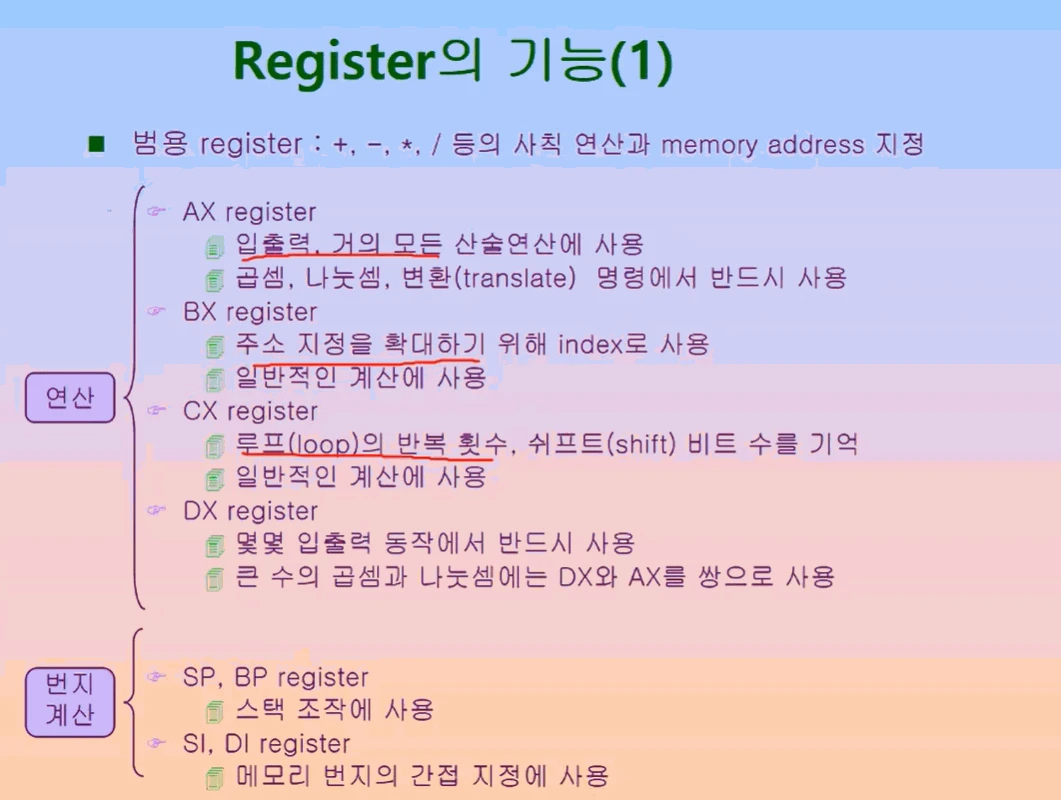 Register의 기능(1)
범용 register : +, -, *, / 등의 사칙 연산과 memory address 지정
연산
AX register
입출력, 거의 모든 산술연산에 사용
곱셈, 나눗셈, 변환(translate) 명령에서 반드시 사용
BX register
주소 지정을 확대하기 위해 index로 사용
일반적인 계산에 사용
CX register
루프(loop)의 반복 횟수, 쉬프트(shift) 비트 수를 기억
일반적인 계산에 사용
DX register
몇몇 입출력 동작에서 반드시 사용
큰 수의 곱셈과 나눗셈에는 DX와 AX를 쌍으로 사용
번지
계산
SP, BP register
스택 조작에 사용
SI, DI register
메모리 번지의 간접 지정에 사용